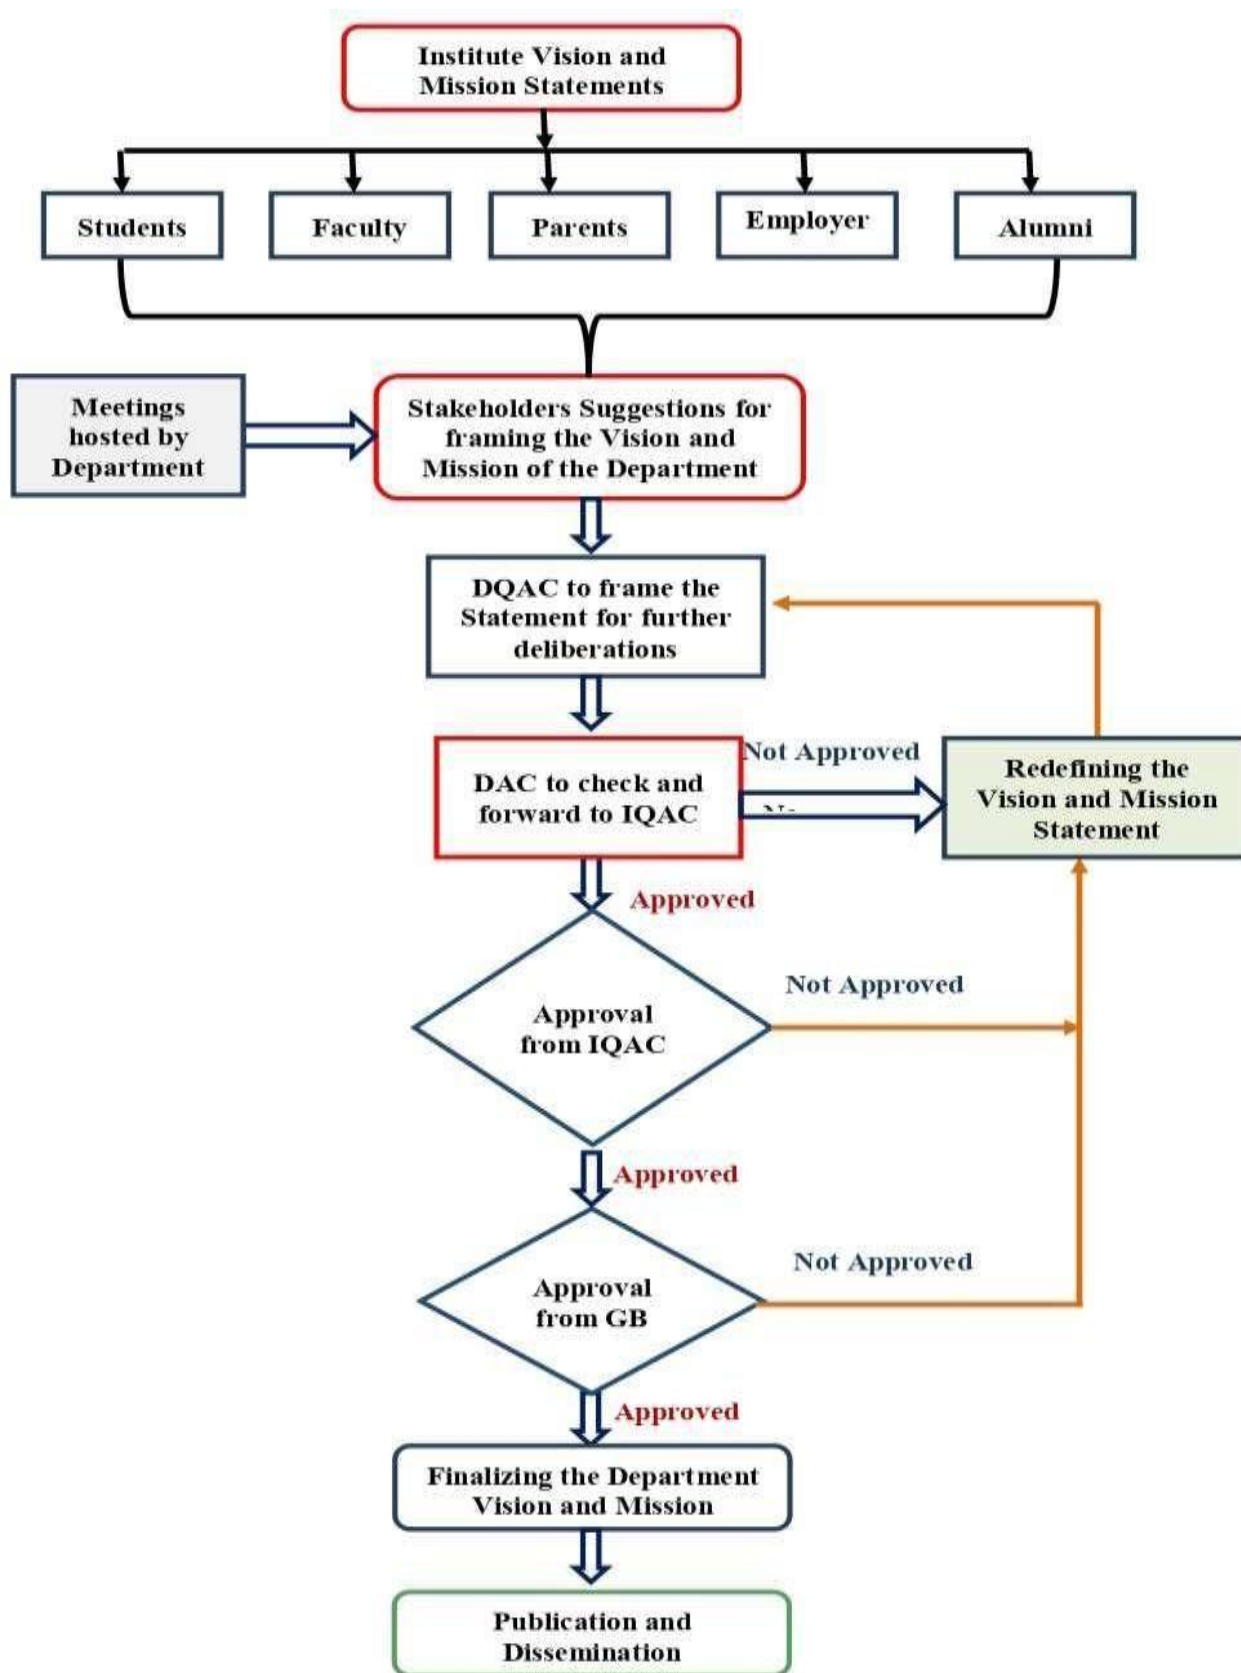 Institute Vision and
Mission Statements
Students
Faculty
Parents
Employer
Alumni
Meetings
hosted by
Department
Stakeholders Suggestions for
framing the Vision and
Mission of the Department
DQAC to frame the
Statement for further
deliberations
DAC to check and
forward to IQAC
Not Approved
Redefining the
Vision and Mission
Statement
Approved
Approval
from IQAC
Not Approved
Approved
Approval
from GB
Not Approved
Approved
Finalizing the Department
Vision and Mission
Publication and
Dissemination